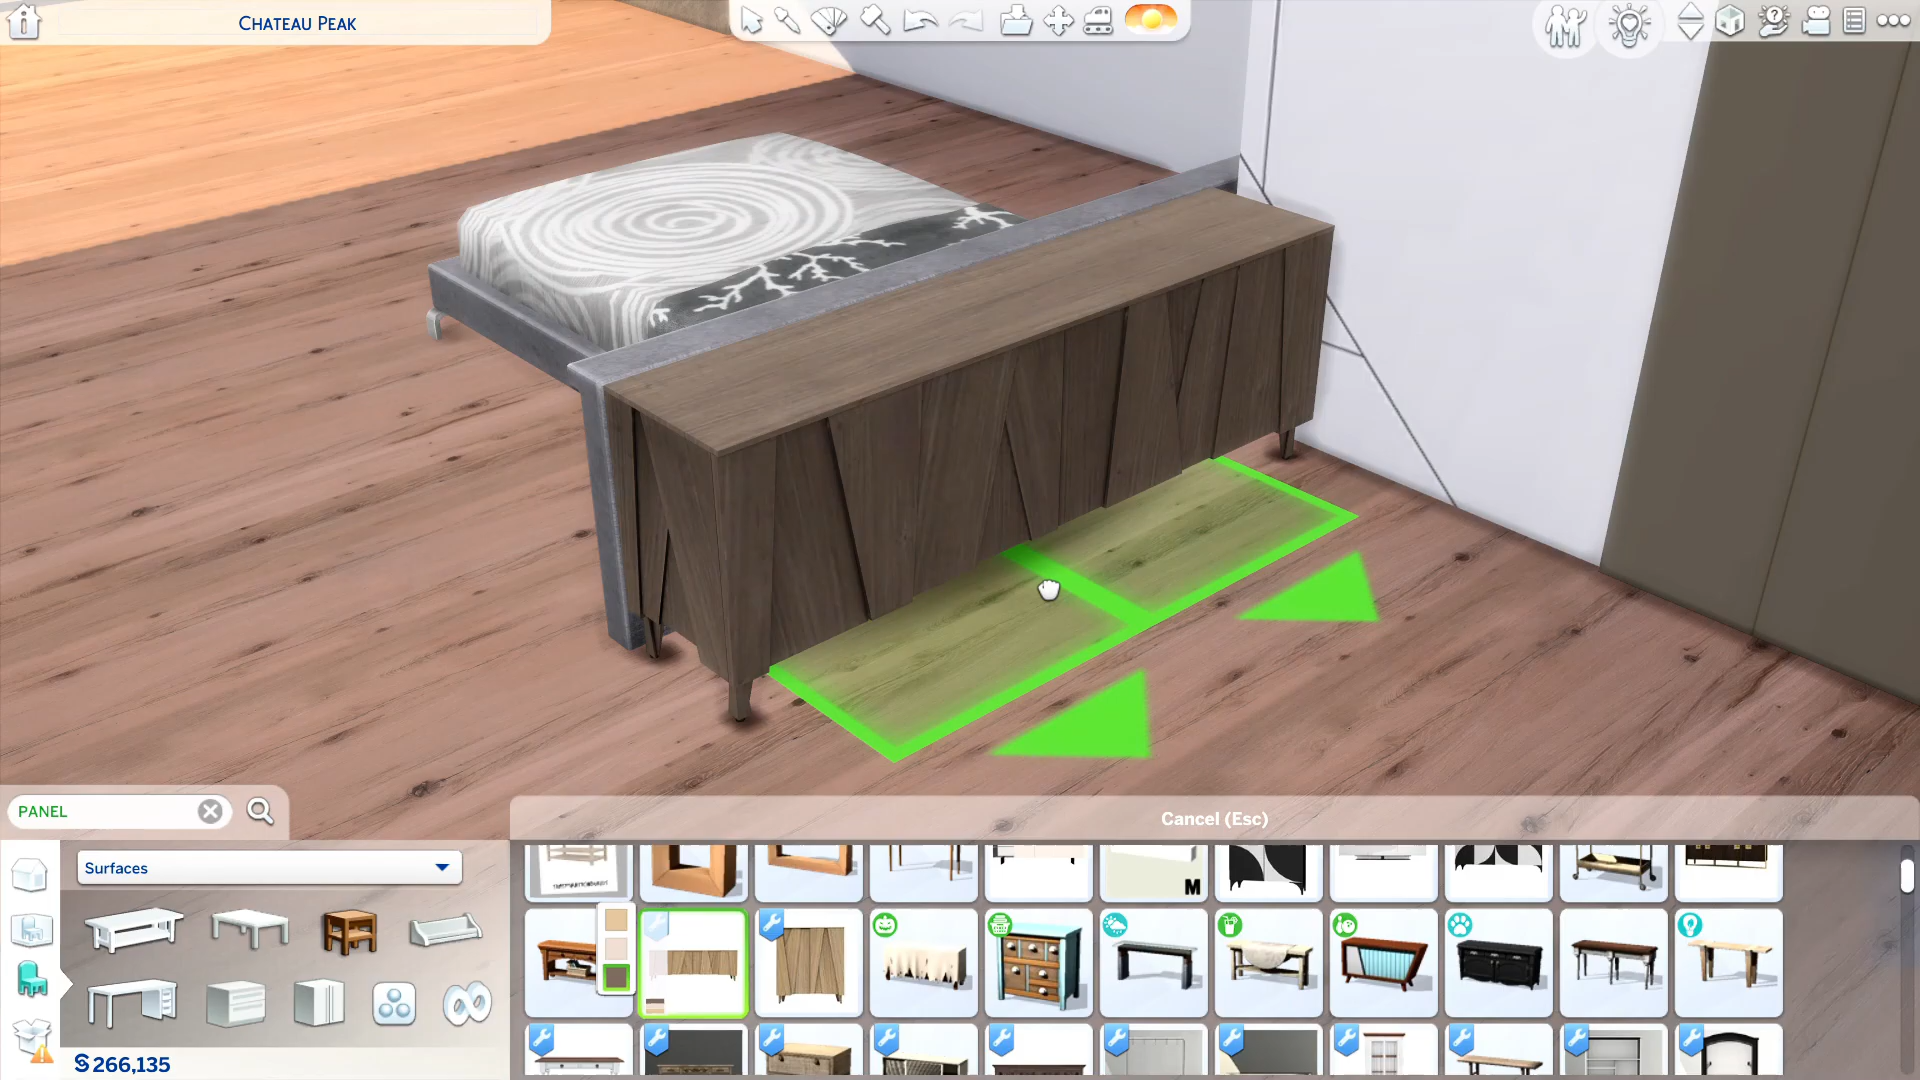 CHATEAU PEAK
PANEL
Cancel (Esc)
Surfaces
M
§266,135